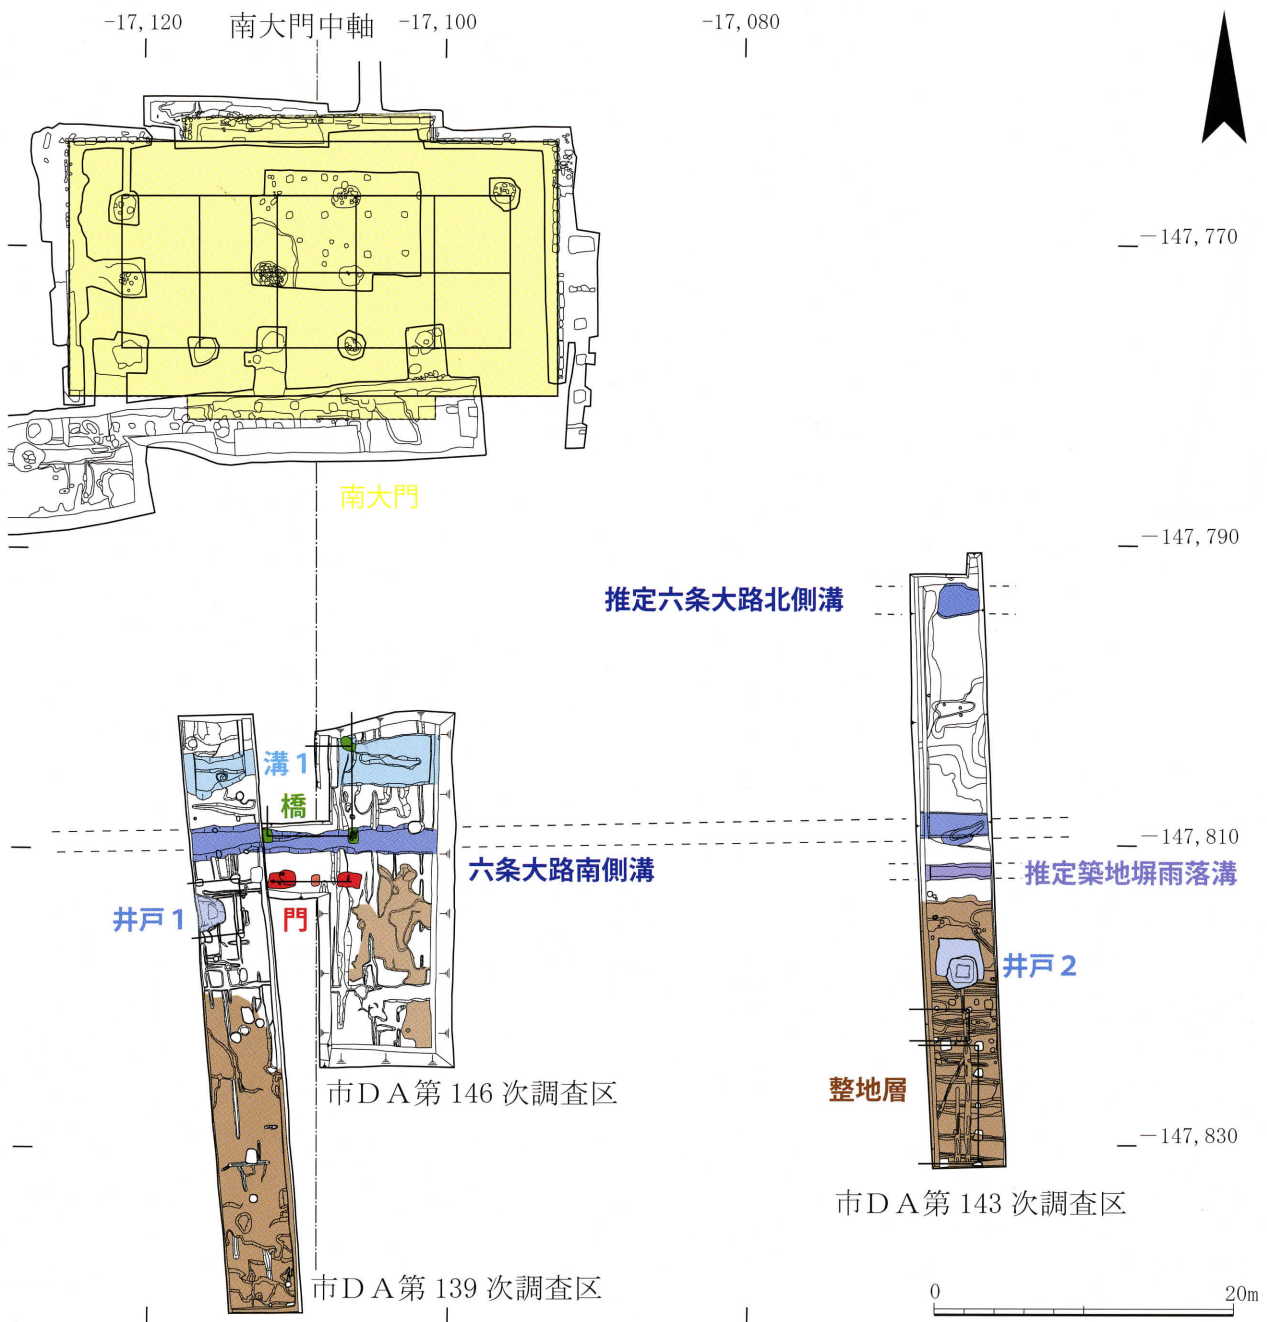 -17,120
南大門中軸
-17,100
-17,080
-147,770
南大門
-147,790
推定六条大路北側溝
溝1
橋
-147,810
六条大路南側溝
推定築地塀雨落溝
井戸1
門
井戸2
市DA第146次調査区
整地層
-147,830
市DA第143次調査区
市DA第139次調査区
0
20m